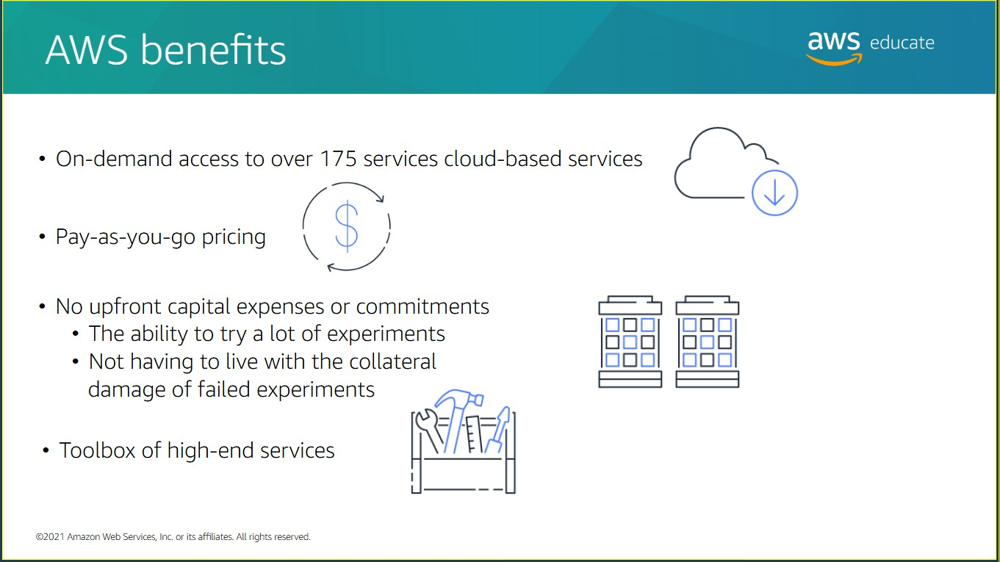 AWS benefits
aws educate
• On-demand access to over 175 services cloud-based services
• Pay-as-you-go pricing
$
• No upfront capital expenses or commitments
• The ability to try a lot of experiments
• Not having to live with the collateral
damage of failed experiments
• Toolbox of high-end services
©2021 Amazon Web Services, Inc. or its affiliates. All rights reserved.